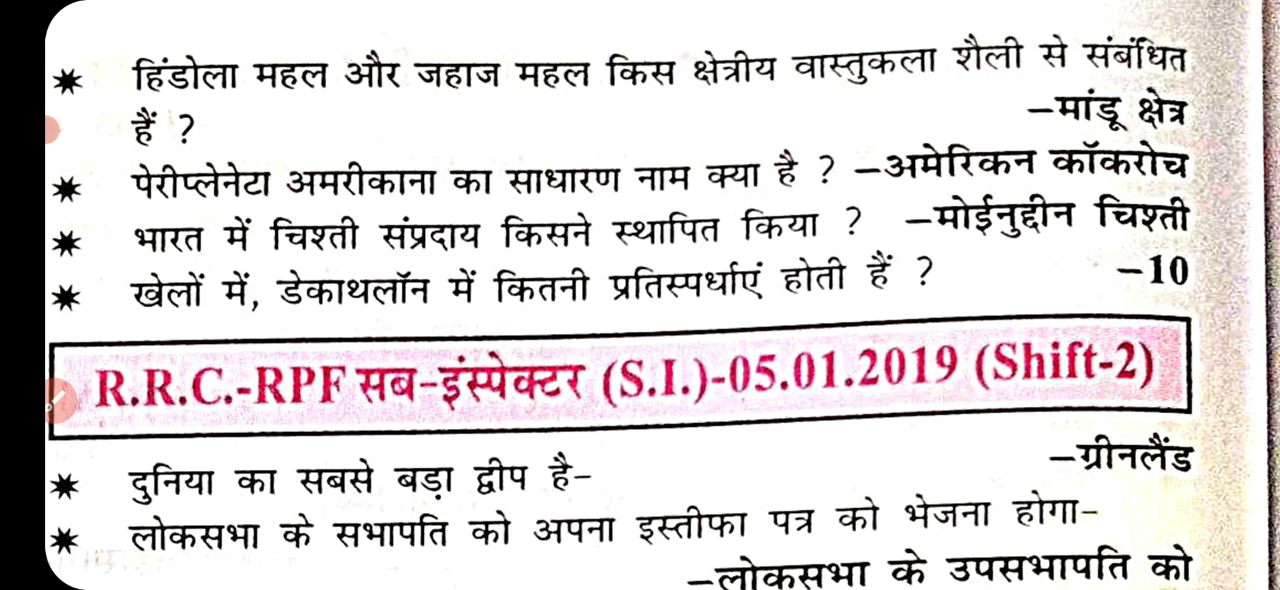 * हिंडोला महल और जहाज महल किस क्षेत्रीय वास्तुकला शैली से संबंधित
हैं ? –मांडू क्षेत्र
* पेरीप्लेनेटा अमरीकाना का साधारण नाम क्या है ? –अमेरिकन कॉकरोच
* भारत में चिश्ती संप्रदाय किसने स्थापित किया ? –मोईनुद्दीन चिश्ती
* खेलों में, डेकाथलॉन में कितनी प्रतिस्पर्धाएं होती हैं ? –10
R.R.C.-RPF सब-इंस्पेक्टर (S.I.)-05.01.2019 (Shift-2)
* दुनिया का सबसे बड़ा द्वीप है– –ग्रीनलैंड
* लोकसभा के सभापति को अपना इस्तीफा पत्र को भेजना होगा–
–लोकसभा के उपसभापति को